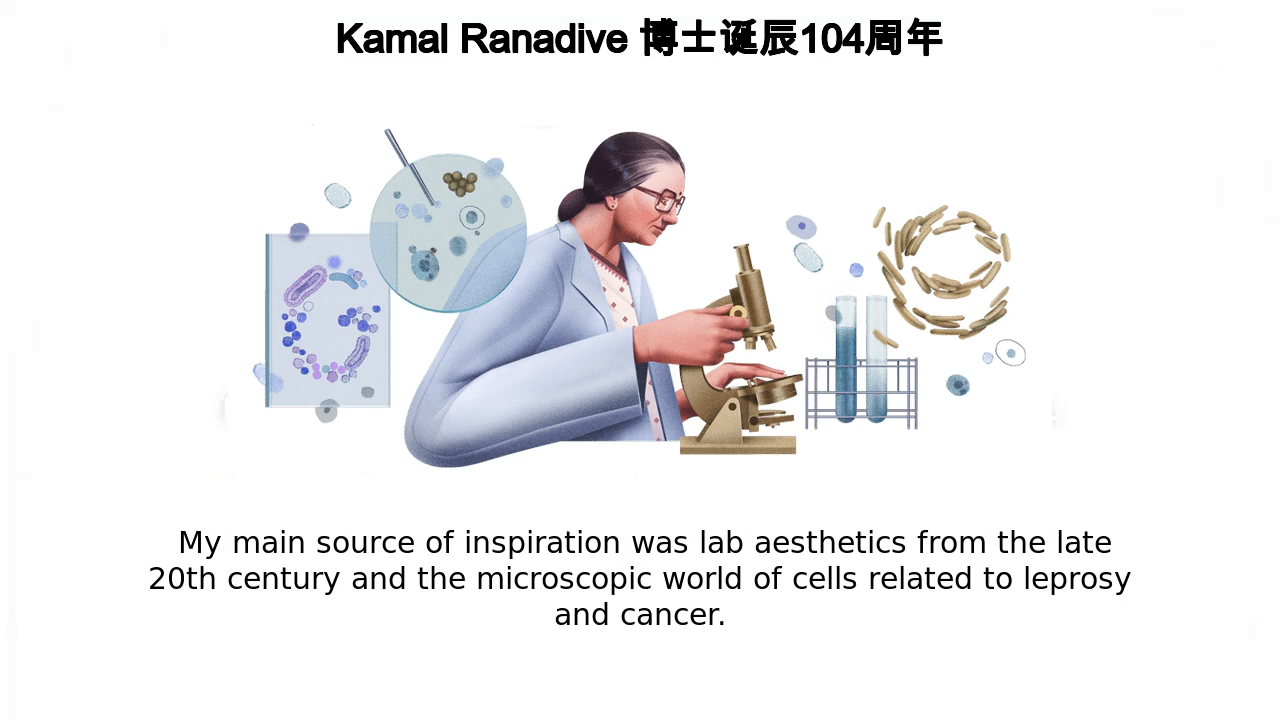 Kamal Ranadive 博士诞辰104周年
My main source of inspiration was lab aesthetics from the late
20th century and the microscopic world of cells related to leprosy
and cancer.